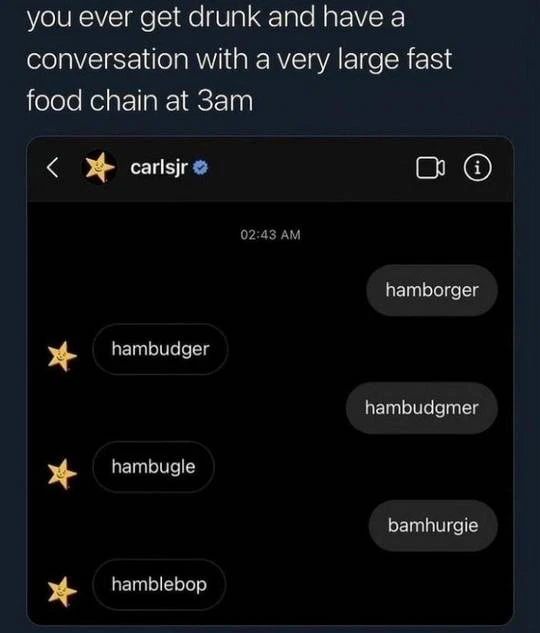 you ever get drunk and have a
conversation with a very large fast
food chain at 3am
carlsjr
02:43 AM
hamborger
hambudger
hambudgmer
hambugle
bamhurgie
hamblebop